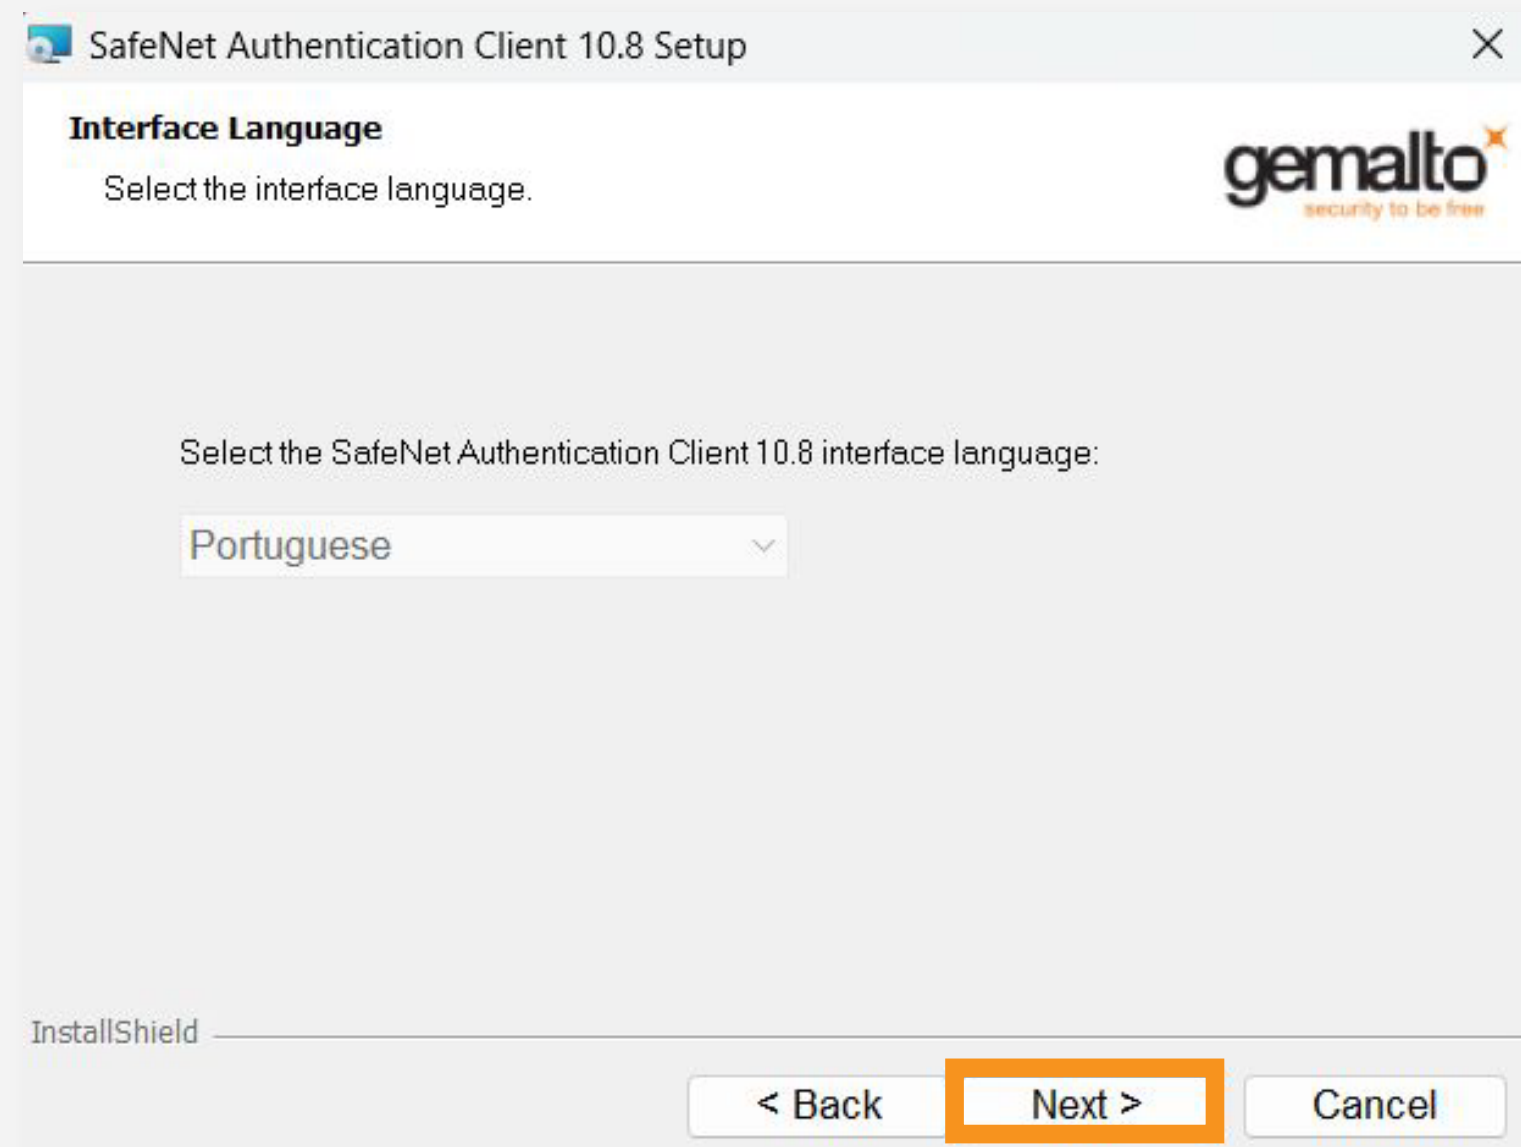 SafeNet Authentication Client 10.8 Setup
Interface Language
Select the interface language.
gemalto
security to be free
Select the SafeNet Authentication Client 10.8 interface language:
Portuguese
InstallShield
< Back
Next >
Cancel